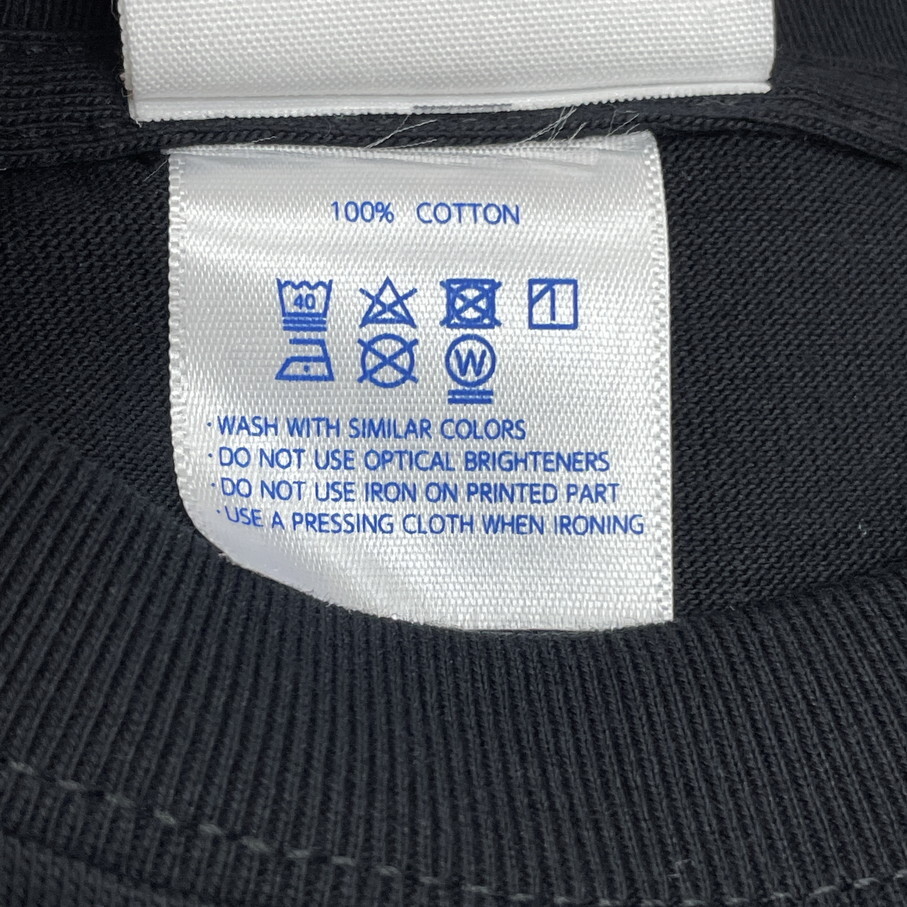 100% COTTON
40
W
·WASH WITH SIMILAR COLORS
·DO NOT USE OPTICAL BRIGHTENERS
·DO NOT USE IRON ON PRINTED PART
·USE A PRESSING CLOTH WHEN IRONING